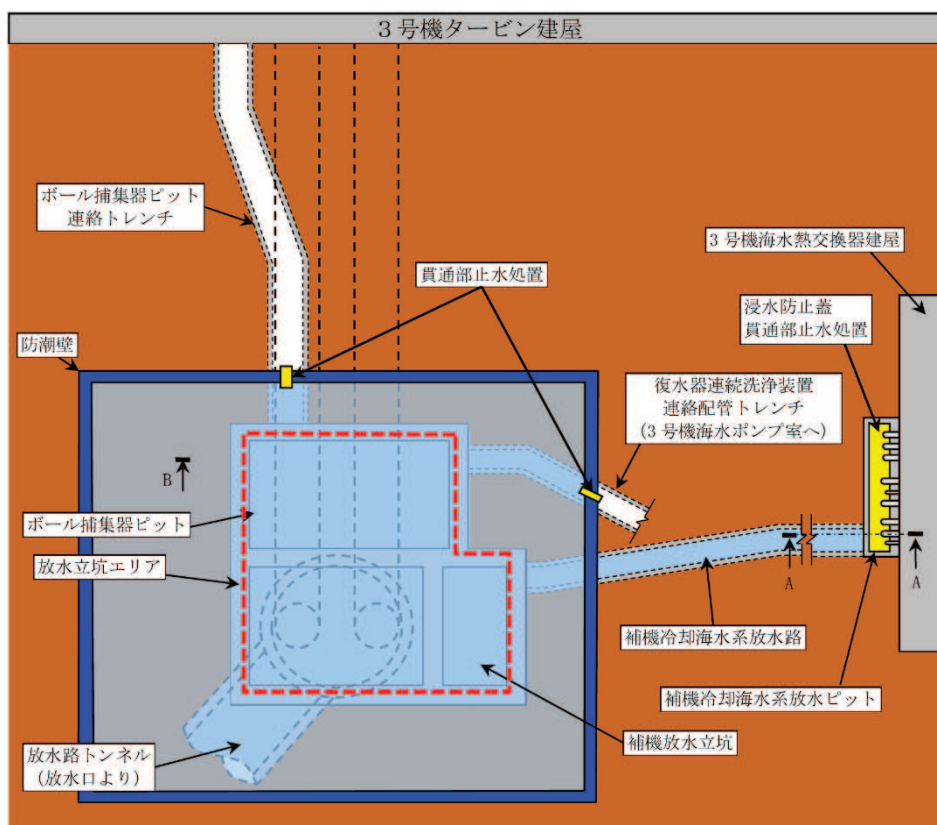 3号機タービン建屋
ボール捕集器ピット
連絡トレンチ
3号機海水熱交換器建屋
貫通部止水処置
浸水防止蓋
貫通部止水処置
防潮壁
復水器連続洗浄装置
連絡配管トレンチ
(3号機海水ポンプ室へ)
B
ボール捕集器ピット
放水立坑エリア
A
A
補機冷却海水系放水路
補機冷却海水系放水ピット
補機放水立坑
放水路トンネル
(放水口より)